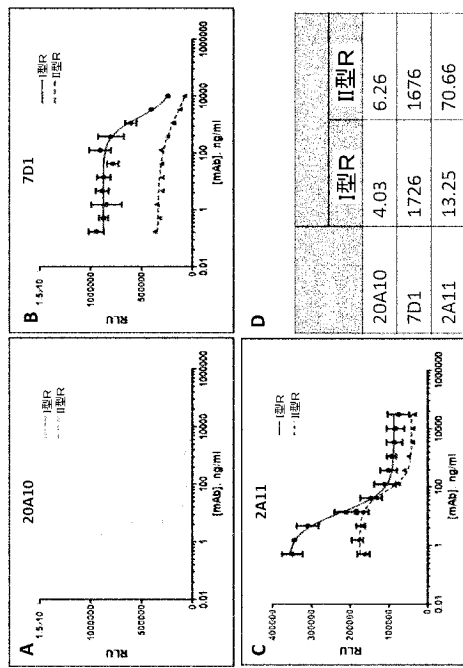 A
20A10
I型R
II型R
1.5×10
1000000
500000
RLU
0.01
1
100
10000
1000000
[mAb]. ng/ml
B
7D1
I型R
II型R
1000000
500000
RLU
0.01
1
100
10000
1000000
[mAb]. ng/ml
C
2A11
I型R
II型R
400000
300000
200000
100000
0
RLU
0.01
1
100
10000
1000000
[mAb]. ng/ml
D
I型R II型R
20A10 4.03 6.26
7D1 1726 1676
2A11 13.25 70.66